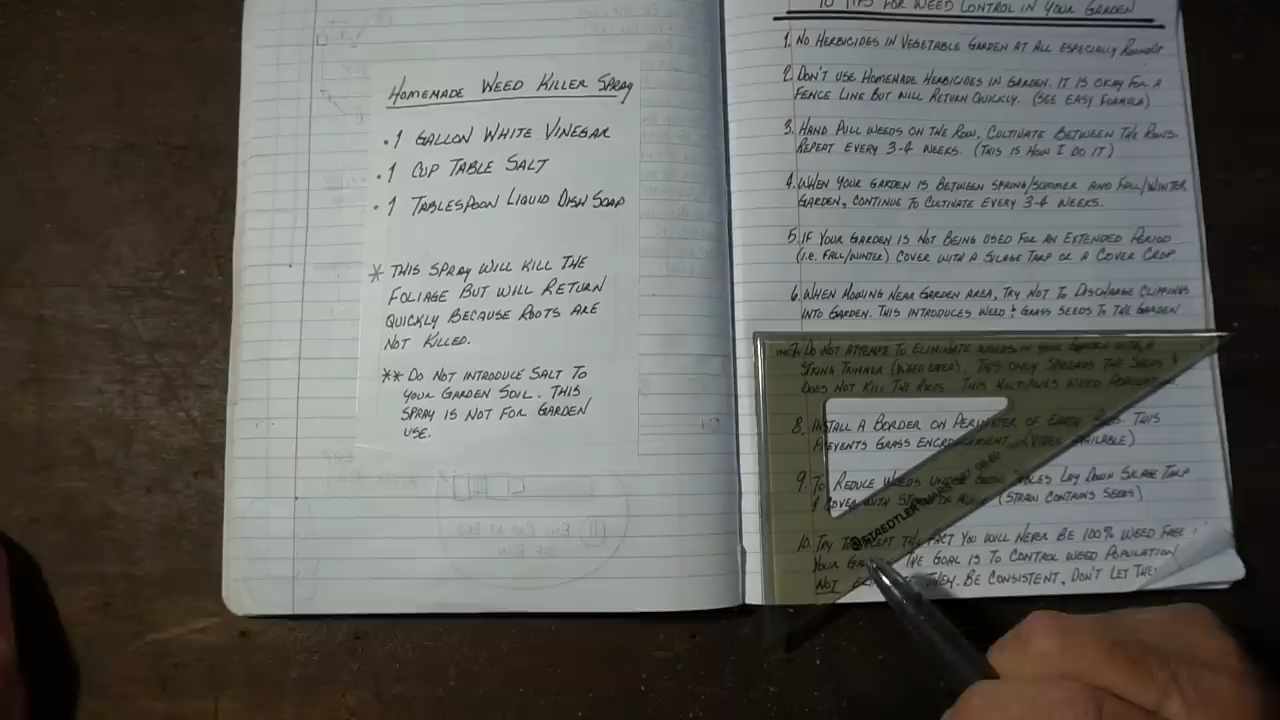 HOMEMADE WEED KILLER SPRAY
• 1 GALLON WHITE VINEGAR
• 1 CUP TABLE SALT
• 1 TABLESPOON LIQUID DISH SOAP
* THIS SPRAY WILL KILL THE
FOLIAGE BUT WILL RETURN
QUICKLY BECAUSE ROOTS ARE
NOT KILLED.
** DO NOT INTRODUCE SALT TO
YOUR GARDEN SOIL. THIS
SPRAY IS NOT FOR GARDEN
USE.
10 TIPS FOR WEED CONTROL IN YOUR GARDEN
1. NO HERBICIDES IN VEGETABLE GARDEN AT ALL ESPECIALLY ROUNDUP
2. DON'T USE HOMEMADE HERBICIDES IN GARDEN. IT IS OKAY FOR A
FENCE LINE BUT WILL RETURN QUICKLY. (SEE EASY FORMULA)
3. HAND PULL WEEDS ON THE ROW. CULTIVATE BETWEEN THE ROWS.
REPEAT EVERY 3-4 WEEKS. (THIS IS HOW I DO IT)
4. WHEN YOUR GARDEN IS BETWEEN SPRING/SUMMER AND FALL/WINTER
GARDEN, CONTINUE TO CULTIVATE EVERY 3-4 WEEKS.
5. IF YOUR GARDEN IS NOT BEING USED FOR AN EXTENDED PERIOD
(i.e. FALL/WINTER) COVER WITH A SILAGE TARP OR A COVER CROP
6. WHEN MOWING NEAR GARDEN AREA, TRY NOT TO DISCHARGE CLIPPINGS
INTO GARDEN. THIS INTRODUCES WEED & GRASS SEEDS TO THE GARDEN
7. DO NOT ATTEMPT TO ELIMINATE WEEDS IN YOUR GARDEN WITH A
STRING TRIMMER (WEED EATER). THIS ONLY SPREADS THE SEEDS &
DOES NOT KILL THE ROOTS. THIS MULTIPLIES WEED
8. INSTALL A BORDER ON PERIMETER OF EARTH THIS
PREVENTS GRASS ENCROACHMENT. (VIDEO AVAILABLE)
9. TO REDUCE WEEDS UNDER LAY DOWN SILAGE TARP
& COVER WITH (STRAW CONTAINS SEEDS)
10. TRY TO ACCEPT THE FACT YOU WILL NEVER BE 100% WEED FREE
YOUR THE GOAL IS TO CONTROL WEED POPULATION
NOT BE CONSISTENT, DON'T LET
STAEDTLER